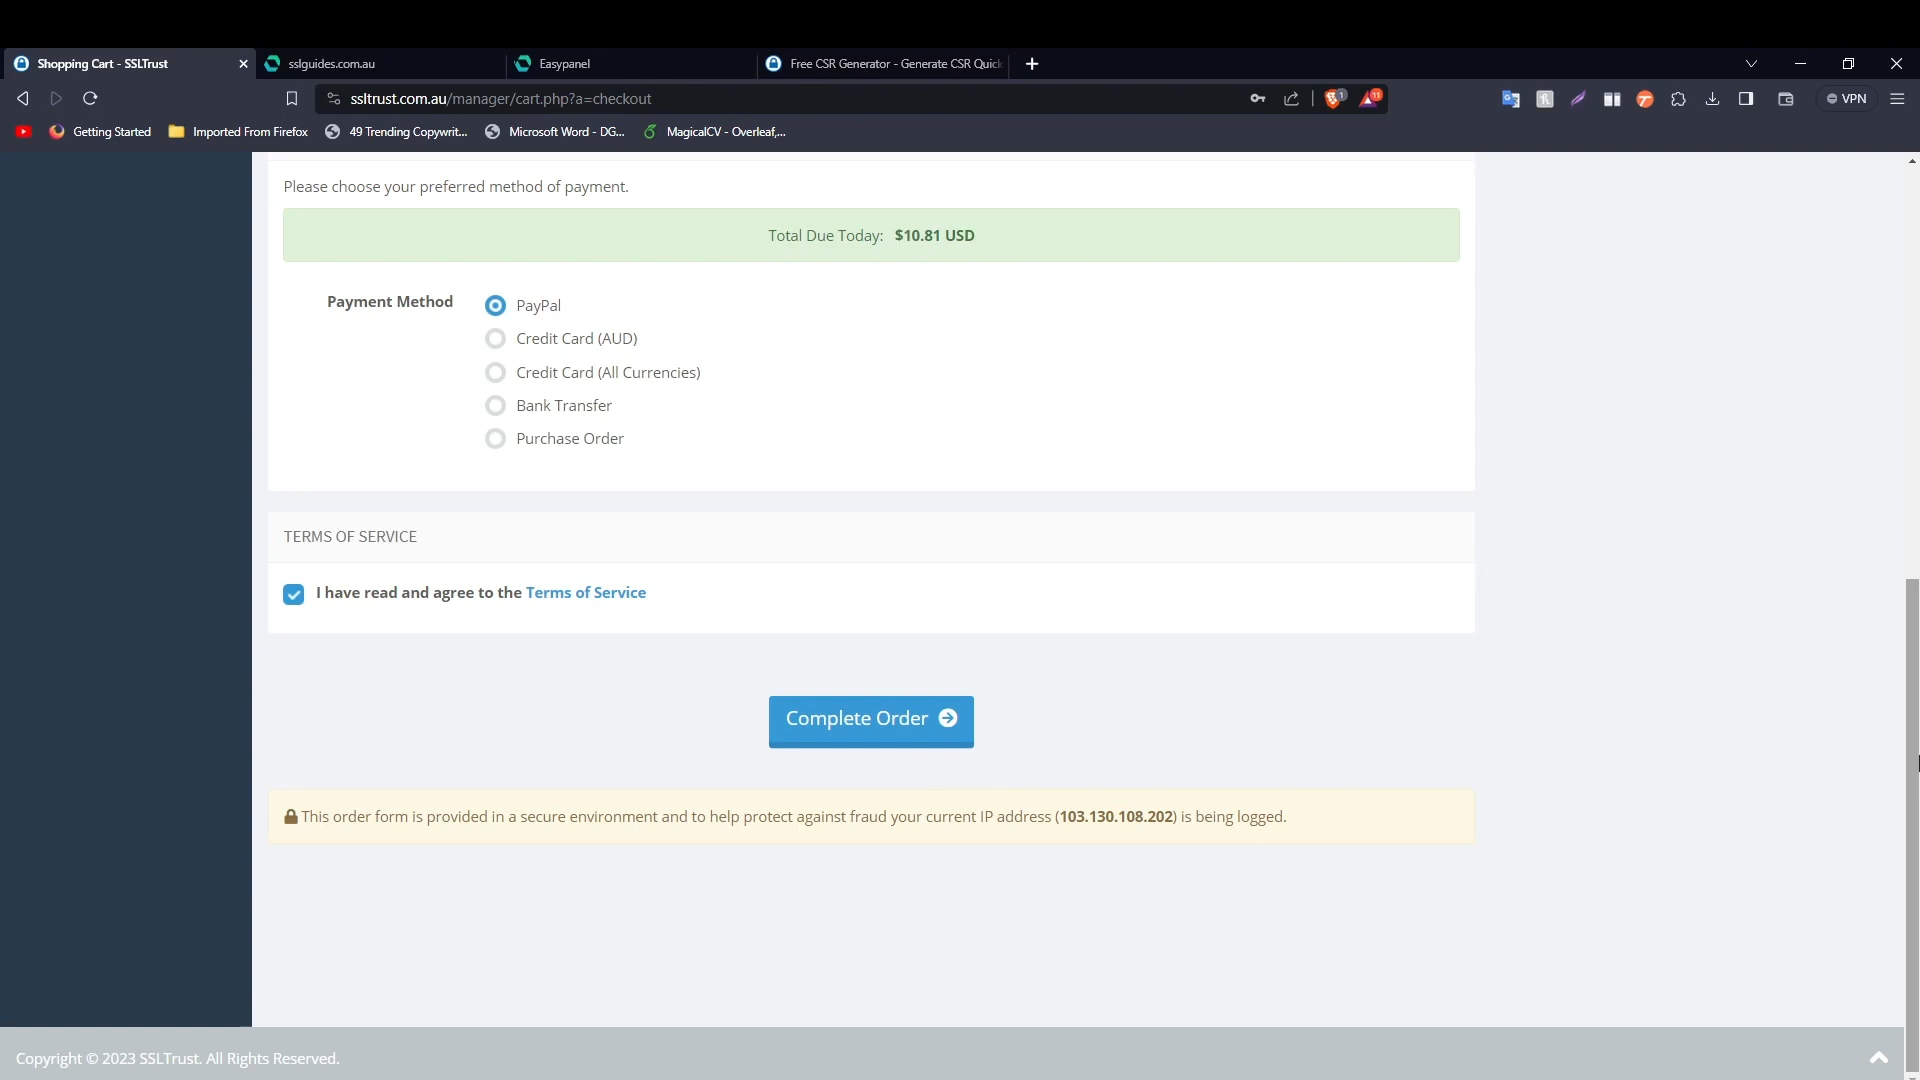 Shopping Cart - SSLTrust
sslguides.com.au
Easypanel
Free CSR Generator - Generate CSR Quick
ssltrust.com.au/manager/cart.php?a=checkout
1
11
VPN
Getting Started
Imported From Firefox
49 Trending Copywrit...
Microsoft Word - DG...
MagicalCV - Overleaf,...
Please choose your preferred method of payment.
Total Due Today: $10.81 USD
Payment Method
PayPal
Credit Card (AUD)
Credit Card (All Currencies)
Bank Transfer
Purchase Order
TERMS OF SERVICE
I have read and agree to the Terms of Service
Complete Order
This order form is provided in a secure environment and to help protect against fraud your current IP address (103.130.108.202) is being logged.
Copyright © 2023 SSLTrust. All Rights Reserved.